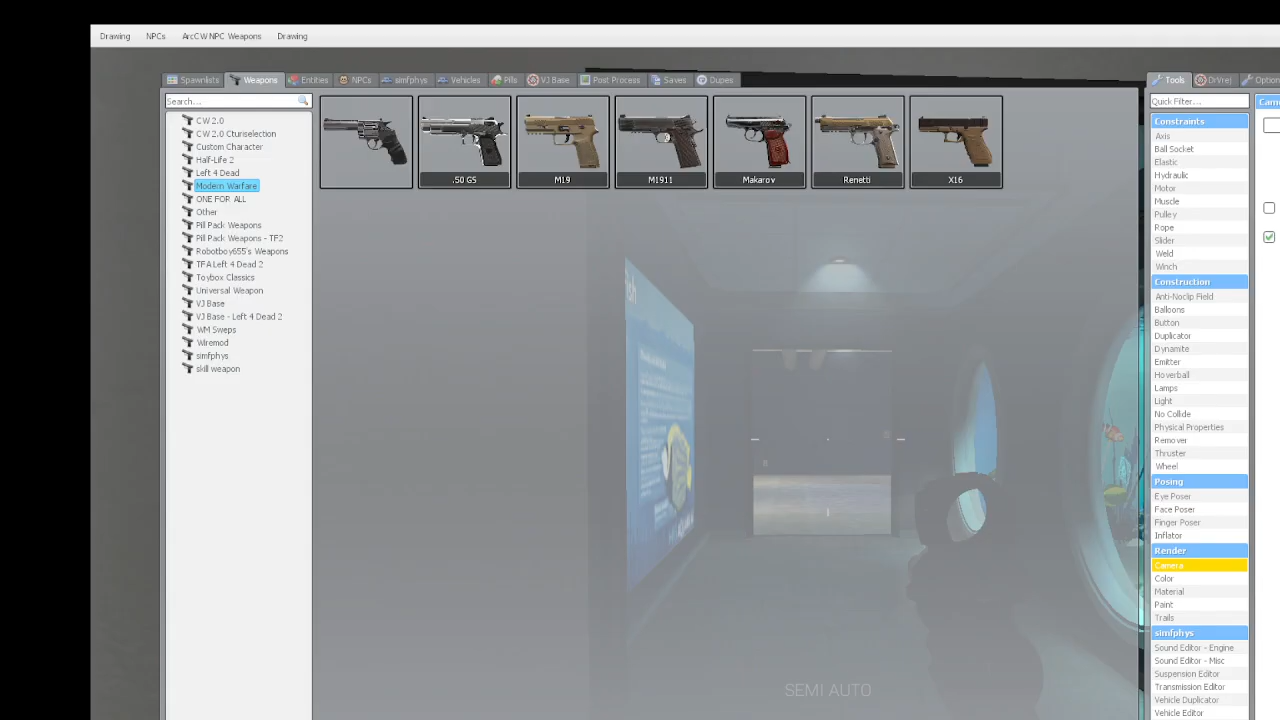 Drawing NPCs ArcCW NPC Weapons Drawing
Spawnlists Weapons Entities NPCs simfphys Vehicles Pills VJ Base Post Process Saves Dupes
Search...
CW 2.0
CW 2.0 Cturiselection
Custom Character
Half-Life 2
Left 4 Dead
Modern Warfare
ONE FOR ALL
Other
Pill Pack Weapons
Pill Pack Weapons - TF2
Robotboy655's Weapons
TFA Left 4 Dead 2
Toybox Classics
Universal Weapon
VJ Base
VJ Base - Left 4 Dead 2
WM Sweps
Wiremod
simfphys
skill weapon
.50 GS M19 M1911 Makarov Renetti X16
SEMI AUTO
Tools DrVrej Option
Quick Filter...
Constraints
Axis
Ball Socket
Elastic
Hydraulic
Motor
Muscle
Pulley
Rope
Slider
Weld
Winch
Construction
Anti-Noclip Field
Balloons
Button
Duplicator
Dynamite
Emitter
Hoverball
Lamps
Light
No Collide
Physical Properties
Remover
Thruster
Wheel
Posing
Eye Poser
Face Poser
Finger Poser
Inflator
Render
Camera
Color
Material
Paint
Trails
simfphys
Sound Editor - Engine
Sound Editor - Misc
Suspension Editor
Transmission Editor
Vehicle Duplicator
Vehicle Editor
Cam